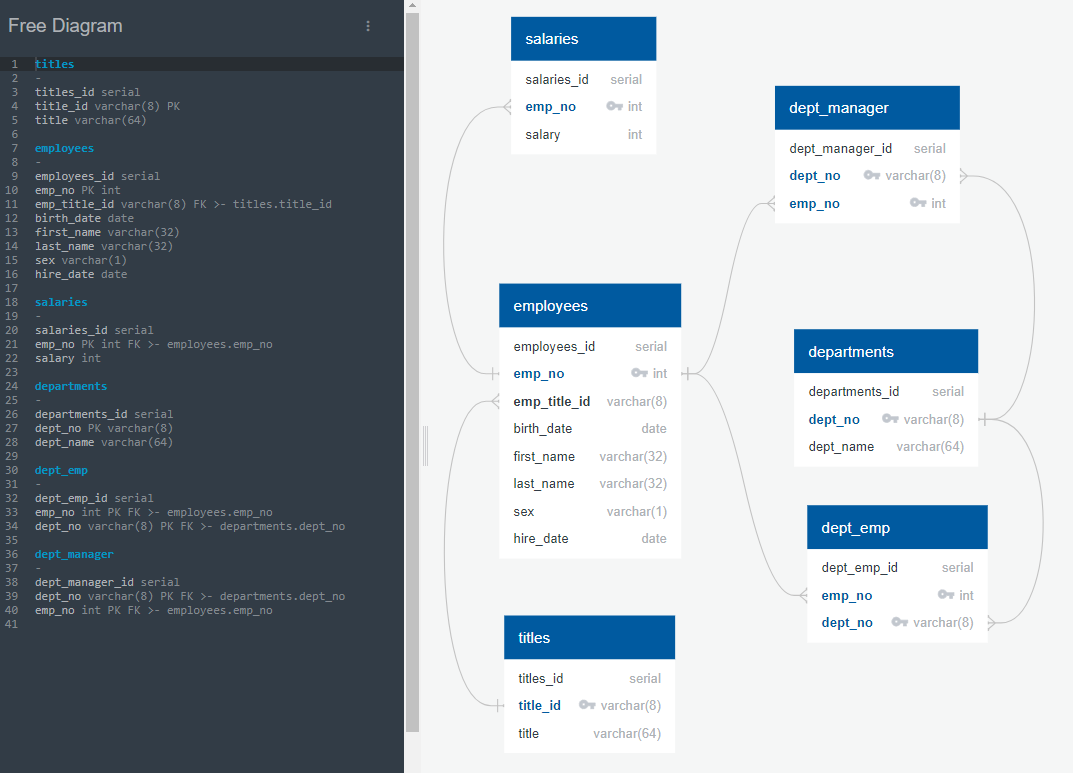 Free Diagram
1 titles
2 -
3 titles_id serial
4 title_id varchar(8) PK
5 title varchar(64)
6
7 employees
8 -
9 employees_id serial
10 emp_no PK int
11 emp_title_id varchar(8) FK >- titles.title_id
12 birth_date date
13 first_name varchar(32)
14 last_name varchar(32)
15 sex varchar(1)
16 hire_date date
17
18 salaries
19 -
20 salaries_id serial
21 emp_no PK int FK >- employees.emp_no
22 salary int
23
24 departments
25 -
26 departments_id serial
27 dept_no PK varchar(8)
28 dept_name varchar(64)
29
30 dept_emp
31 -
32 dept_emp_id serial
33 emp_no int PK FK >- employees.emp_no
34 dept_no varchar(8) PK FK >- departments.dept_no
35
36 dept_manager
37 -
38 dept_manager_id serial
39 dept_no varchar(8) PK FK >- departments.dept_no
40 emp_no int PK FK >- employees.emp_no
41
salaries
salaries_id serial
emp_no int
salary int
dept_manager
dept_manager_id serial
dept_no varchar(8)
emp_no int
employees
employees_id serial
emp_no int
emp_title_id varchar(8)
birth_date date
first_name varchar(32)
last_name varchar(32)
sex varchar(1)
hire_date date
departments
departments_id serial
dept_no varchar(8)
dept_name varchar(64)
dept_emp
dept_emp_id serial
emp_no int
dept_no varchar(8)
titles
titles_id serial
title_id varchar(8)
title varchar(64)